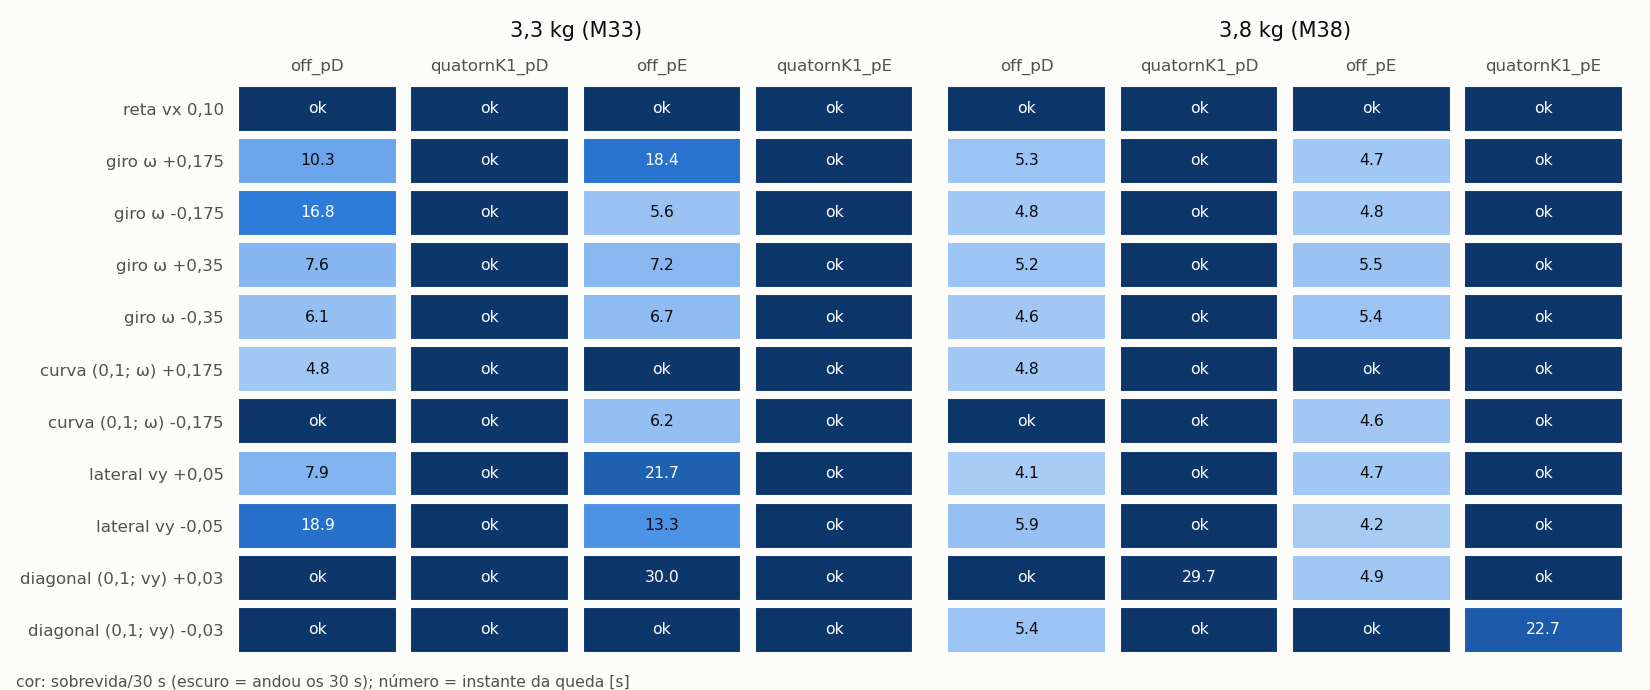 3,3 kg (M33) 3,8 kg (M38)
off_pD quatornK1_pD off_pE quatornK1_pE off_pD quatornK1_pD off_pE quatornK1_pE
reta vx 0,10 ok ok ok ok ok ok ok ok
giro ω +0,175 10.3 ok 18.4 ok 5.3 ok 4.7 ok
giro ω -0,175 16.8 ok 5.6 ok 4.8 ok 4.8 ok
giro ω +0,35 7.6 ok 7.2 ok 5.2 ok 5.5 ok
giro ω -0,35 6.1 ok 6.7 ok 4.6 ok 5.4 ok
curva (0,1; ω) +0,175 4.8 ok ok ok 4.8 ok ok ok
curva (0,1; ω) -0,175 ok ok 6.2 ok ok ok 4.6 ok
lateral vy +0,05 7.9 ok 21.7 ok 4.1 ok 4.7 ok
lateral vy -0,05 18.9 ok 13.3 ok 5.9 ok 4.2 ok
diagonal (0,1; vy) +0,03 ok ok 30.0 ok ok 29.7 4.9 ok
diagonal (0,1; vy) -0,03 ok ok ok ok 5.4 ok ok 22.7
cor: sobrevida/30 s (escuro = andou os 30 s); número = instante da queda [s]